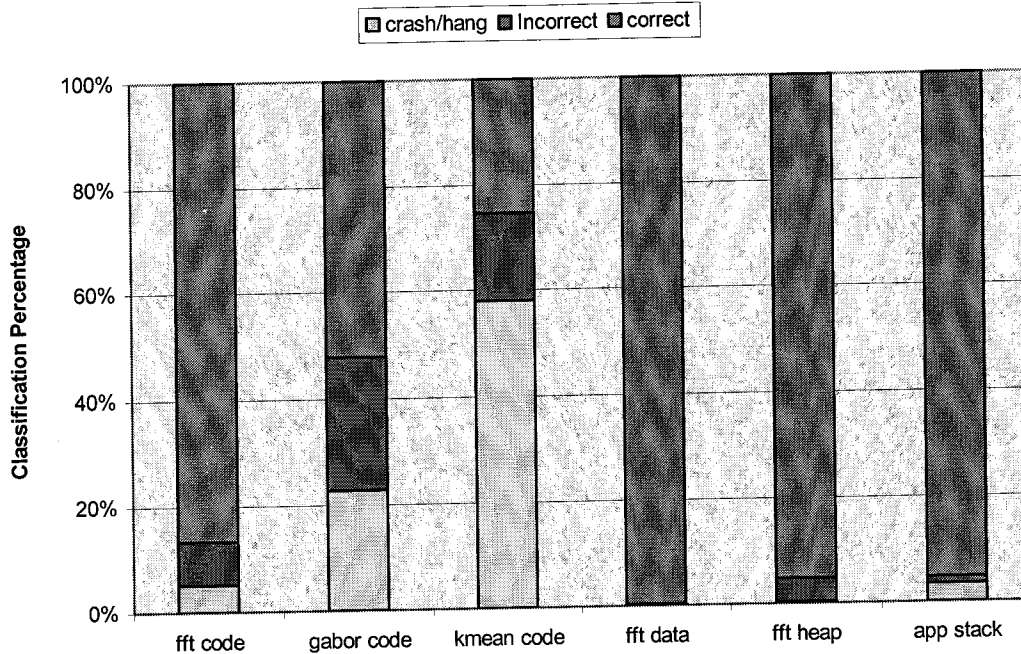 crash/hang Incorrect correct
100%
80%
60%
40%
20%
0%
Classification Percentage
fft code gabor code kmean code fft data fft heap app stack